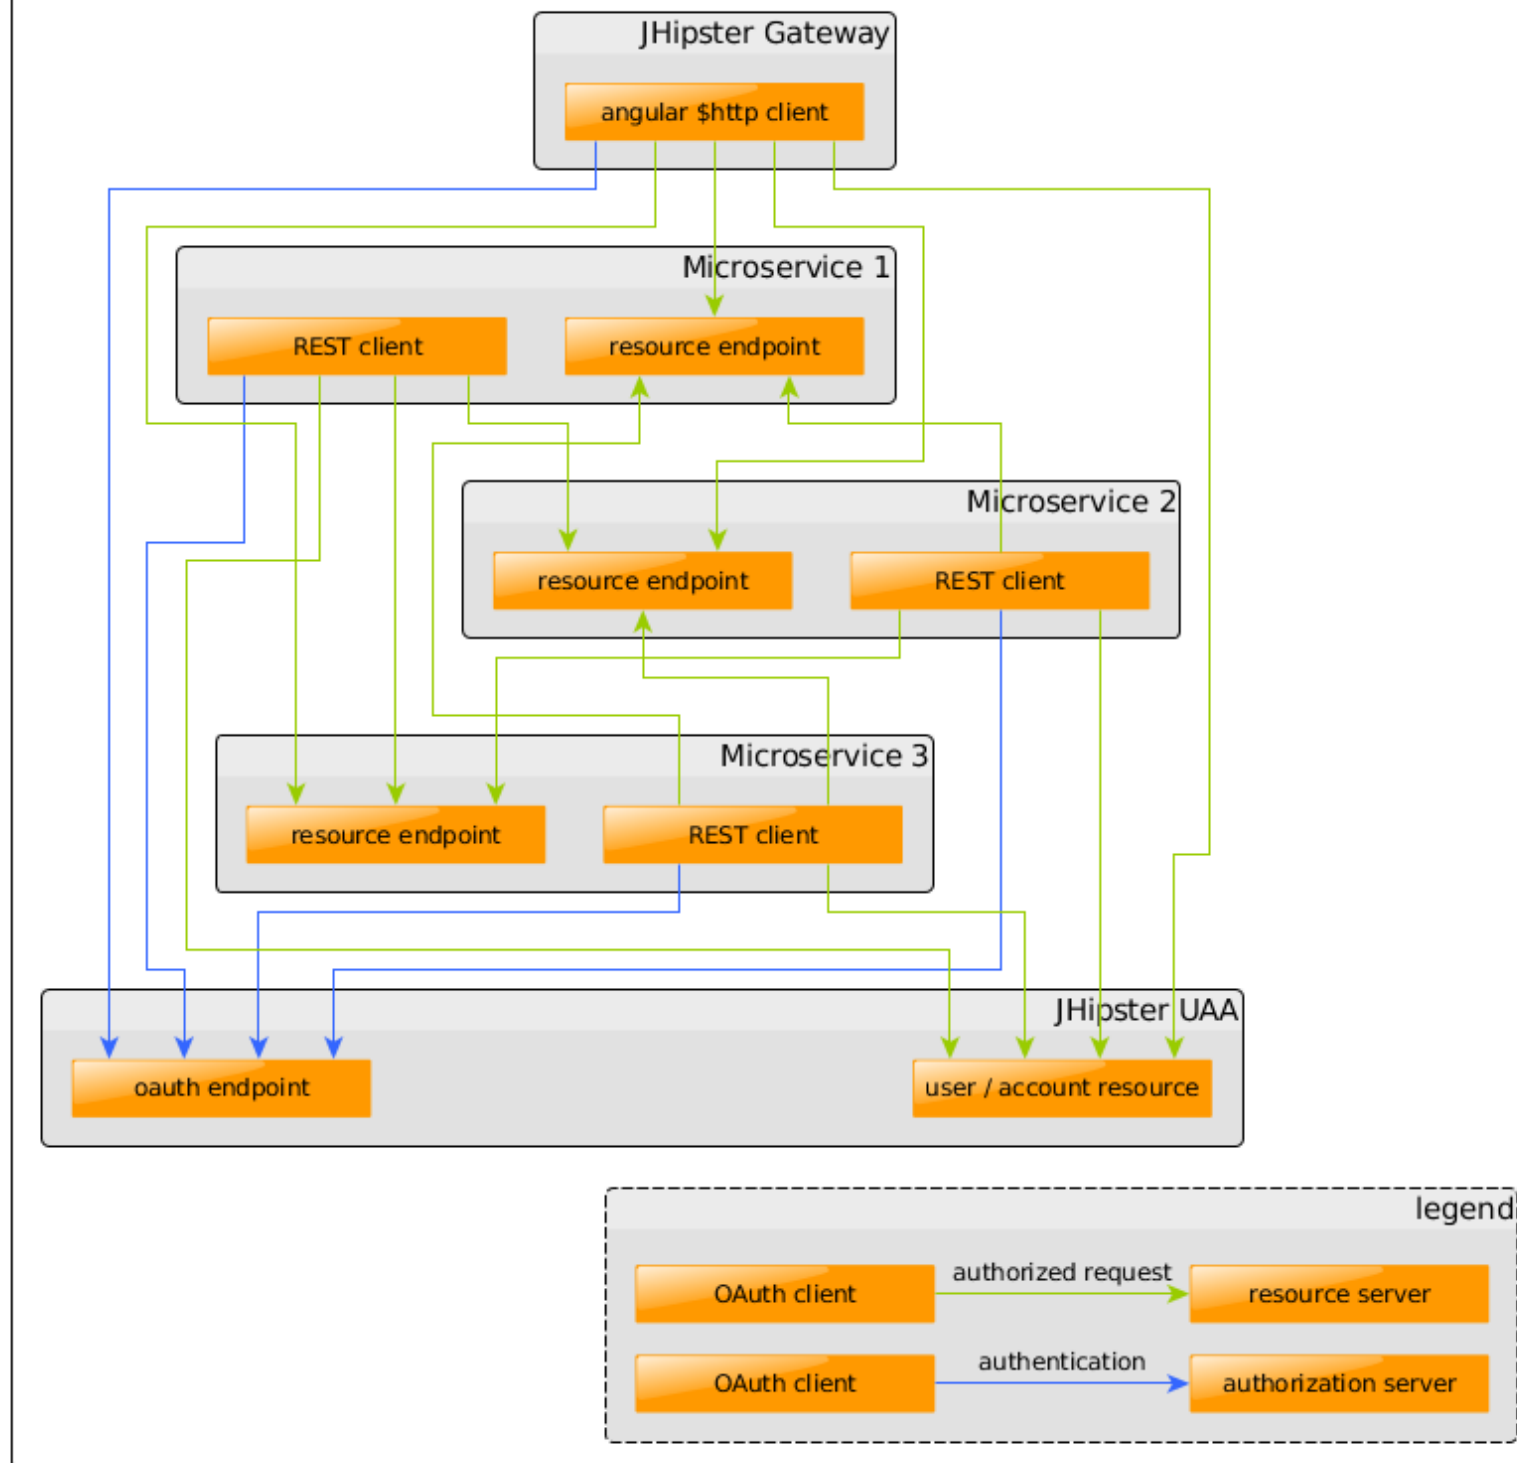 JHipster Gateway
angular $http client
Microservice 1
REST client
resource endpoint
Microservice 2
resource endpoint
REST client
Microservice 3
resource endpoint
REST client
JHipster UAA
oauth endpoint
user / account resource
legend
OAuth client
authorized request
resource server
OAuth client
authentication
authorization server